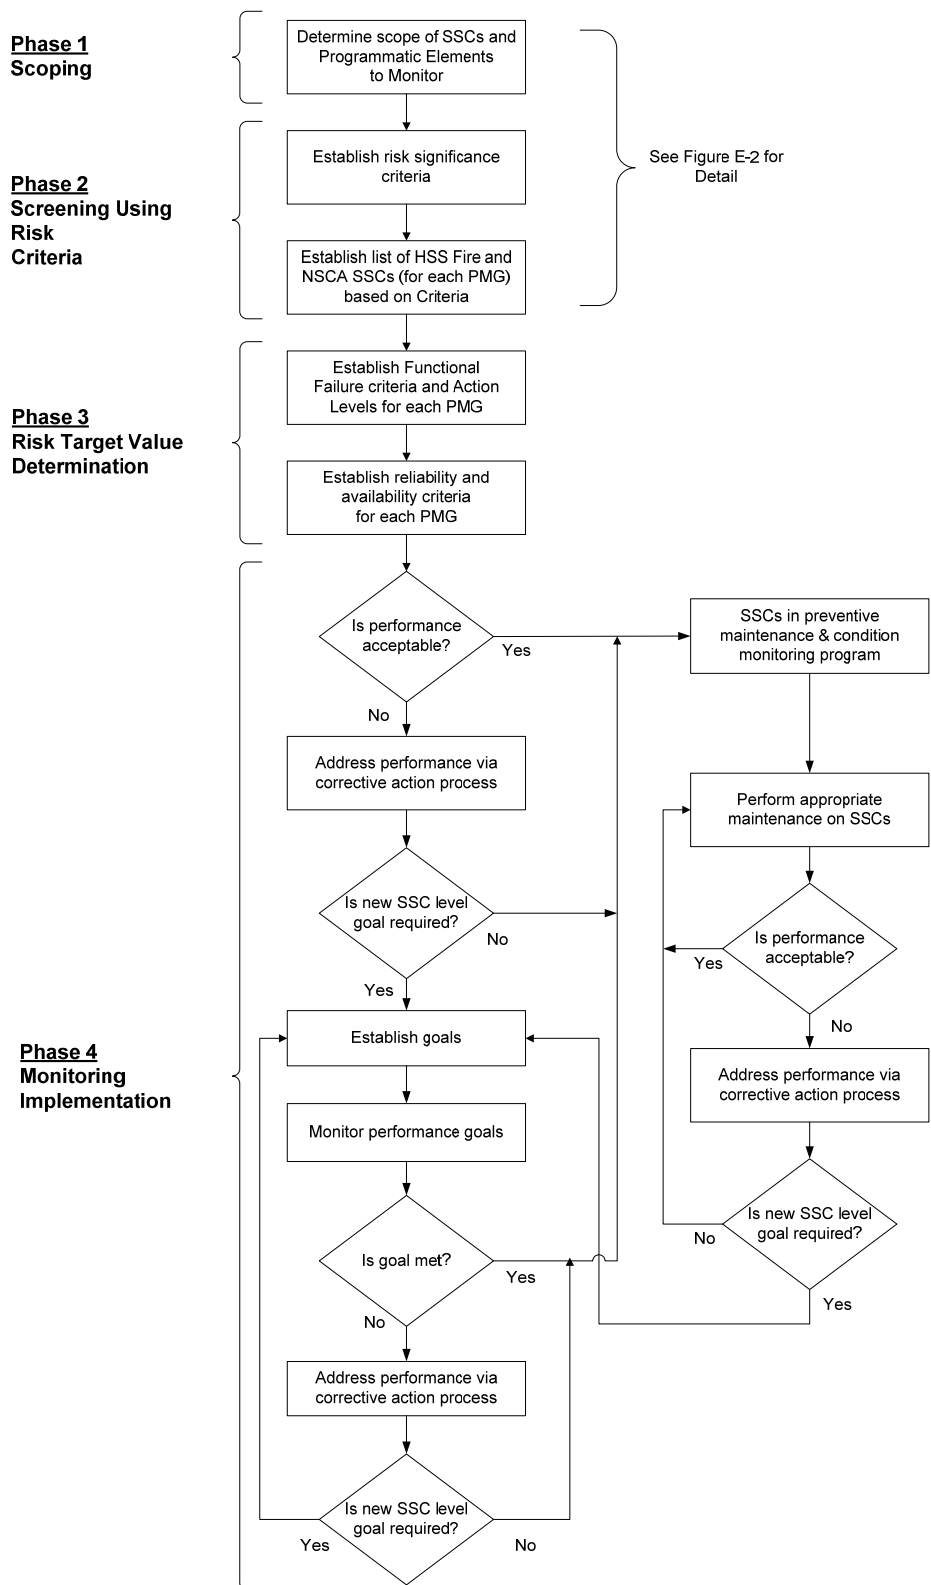 Phase 1
Scoping
Determine scope of SSCs and
Programmatic Elements
to Monitor
See Figure E-2 for
Detail
Phase 2
Screening Using
Risk
Criteria
Establish risk significance
criteria
Establish list of HSS Fire and
NSCA SSCs (for each PMG)
based on Criteria
Phase 3
Risk Target Value
Determination
Establish Functional
Failure criteria and Action
Levels for each PMG
Establish reliability and
availability criteria
for each PMG
Phase 4
Monitoring
Implementation
Is performance
acceptable?
Yes
No
Address performance via
corrective action process
Is new SSC level
goal required?
No
Yes
Establish goals
Monitor performance goals
Is goal met?
Yes
No
Address performance via
corrective action process
Is new SSC level
goal required?
Yes
No
SSCs in preventive
maintenance & condition
monitoring program
Perform appropriate
maintenance on SSCs
Is performance
acceptable?
Yes
No
Address performance via
corrective action process
Is new SSC level
goal required?
No
Yes